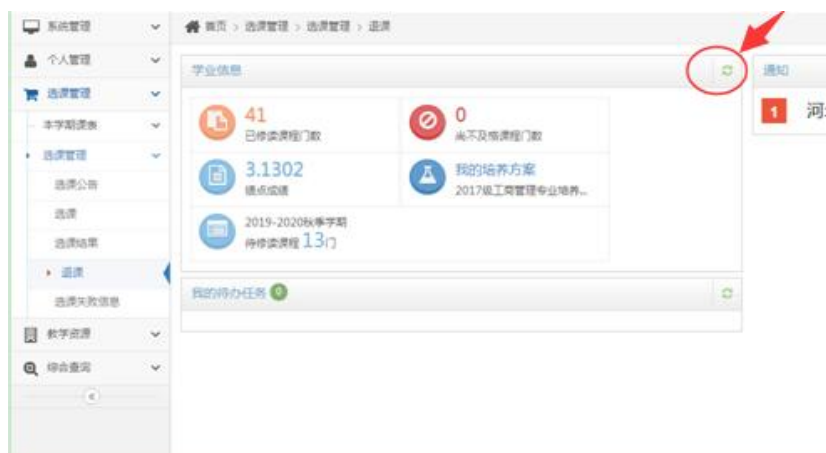 系统管理
个人管理
选课管理
本学期课表
选课管理
选课公告
选课
选课结果
退课
选课失败信息
教学资源
综合查询
首页 > 选课管理 > 选课管理 > 退课
学业信息
41
已修读课程门数
0
尚不及格课程门数
3.1302
绩点成绩
我的培养方案
2017级工商管理专业培养...
2019-2020秋季学期
待修读课程 13门
我的待办任务 0
通知
1 河